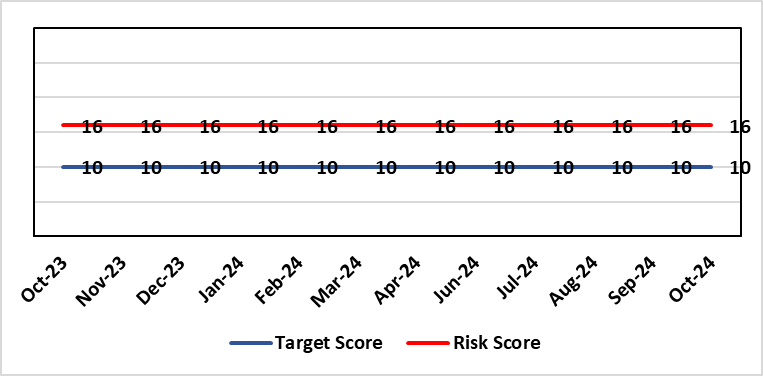 16 16 16 16 16 16 16 16 16 16 16 16
10 10 10 10 10 10 10 10 10 10 10 10
Oct-23 Nov-23 Dec-23 Jan-24 Feb-24 Mar-24 Apr-24 Jun-24 Jul-24 Aug-24 Sep-24 Oct-24
Target Score Risk Score